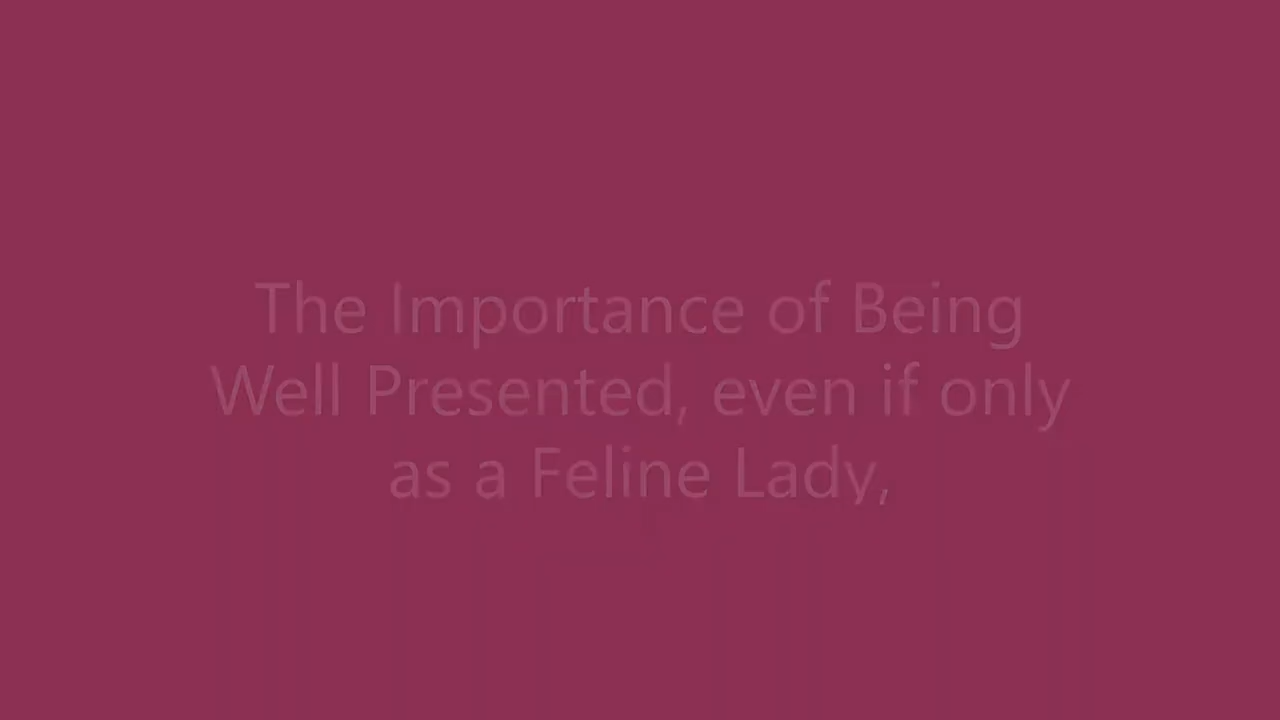 The Importance of Being
Well Presented, even if only
as a Feline Lady,